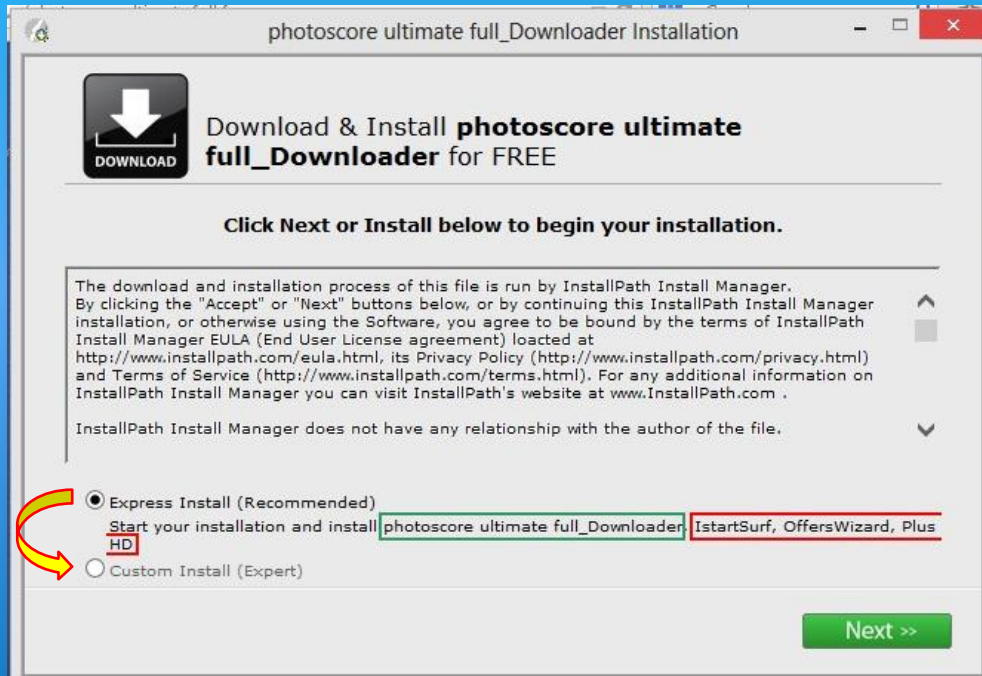 photoscore ultimate full_Downloader Installation
DOWNLOAD
Download & Install photoscore ultimate
full_Downloader for FREE
Click Next or Install below to begin your installation.
The download and installation process of this file is run by InstallPath Install Manager.
By clicking the "Accept" or "Next" buttons below, or by continuing this InstallPath Install Manager
installation, or otherwise using the Software, you agree to be bound by the terms of InstallPath
Install Manager EULA (End User License agreement) loacted at
http://www.installpath.com/eula.html, its Privacy Policy (http://www.installpath.com/privacy.html)
and Terms of Service (http://www.installpath.com/terms.html). For any additional information on
InstallPath Install Manager you can visit InstallPath's website at www.InstallPath.com .
InstallPath Install Manager does not have any relationship with the author of the file.
Express Install (Recommended)
Start your installation and install photoscore ultimate full_Downloader, IstartSurf, OffersWizard, Plus
HD
Custom Install (Expert)
Next >>